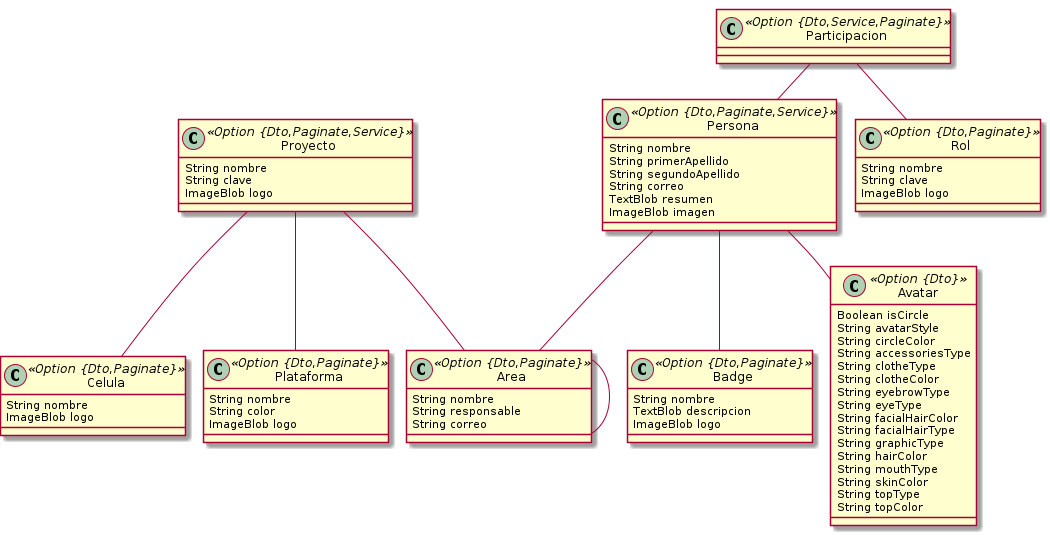 C
«Option {Dto,Service,Paginate}»
Participacion
C
«Option {Dto,Paginate,Service}»
Proyecto
String nombre
String clave
ImageBlob logo
C
«Option {Dto,Paginate,Service}»
Persona
String nombre
String primerApellido
String segundoApellido
String correo
TextBlob resumen
ImageBlob imagen
C
«Option {Dto,Paginate}»
Rol
String nombre
String clave
ImageBlob logo
C
«Option {Dto,Paginate}»
Celula
String nombre
ImageBlob logo
C
«Option {Dto,Paginate}»
Plataforma
String nombre
String color
ImageBlob logo
C
«Option {Dto,Paginate}»
Area
String nombre
String responsable
String correo
C
«Option {Dto,Paginate}»
Badge
String nombre
TextBlob descripcion
ImageBlob logo
C
«Option {Dto}»
Avatar
Boolean isCircle
String avatarStyle
String circleColor
String accessoriesType
String clotheType
String clotheColor
String eyebrowType
String eyeType
String facialHairColor
String facialHairType
String graphicType
String hairColor
String mouthType
String skinColor
String topType
String topColor